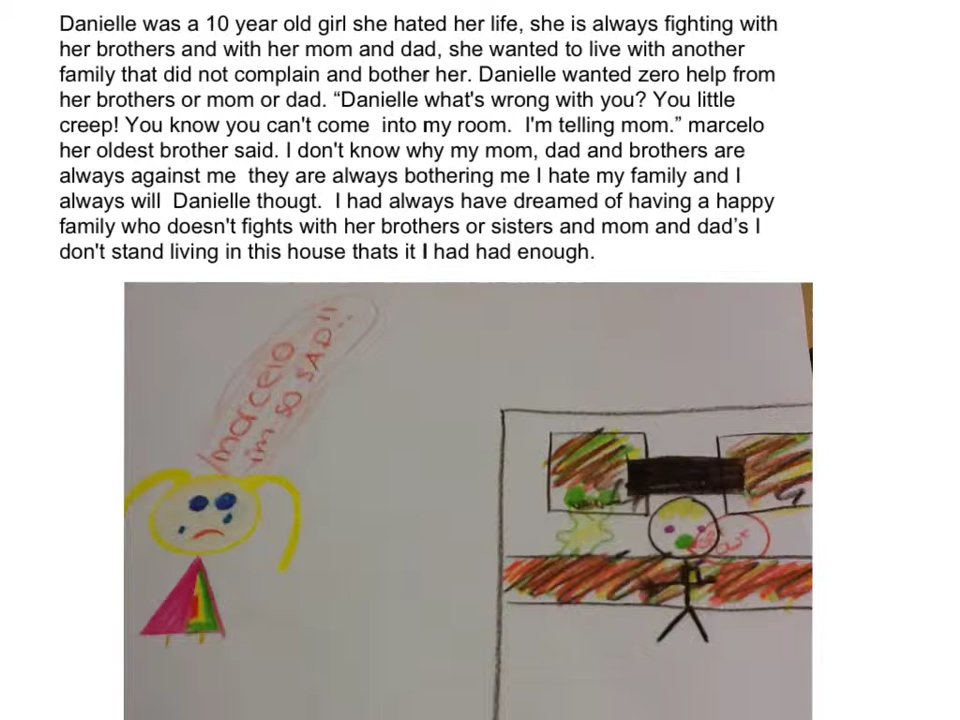 Danielle was a 10 year old girl she hated her life, she is always fighting with
her brothers and with her mom and dad, she wanted to live with another
family that did not complain and bother her. Danielle wanted zero help from
her brothers or mom or dad. “Danielle what's wrong with you? You little
creep! You know you can't come  into my room.  I'm telling mom.” marcelo
her oldest brother said. I don't know why my mom, dad and brothers are
always against me  they are always bothering me I hate my family and I
always will  Danielle thougt.  I had always have dreamed of having a happy
family who doesn't fights with her brothers or sisters and mom and dad’s I
don't stand living in this house thats it I had had enough.
marcelo
im so SAD!!